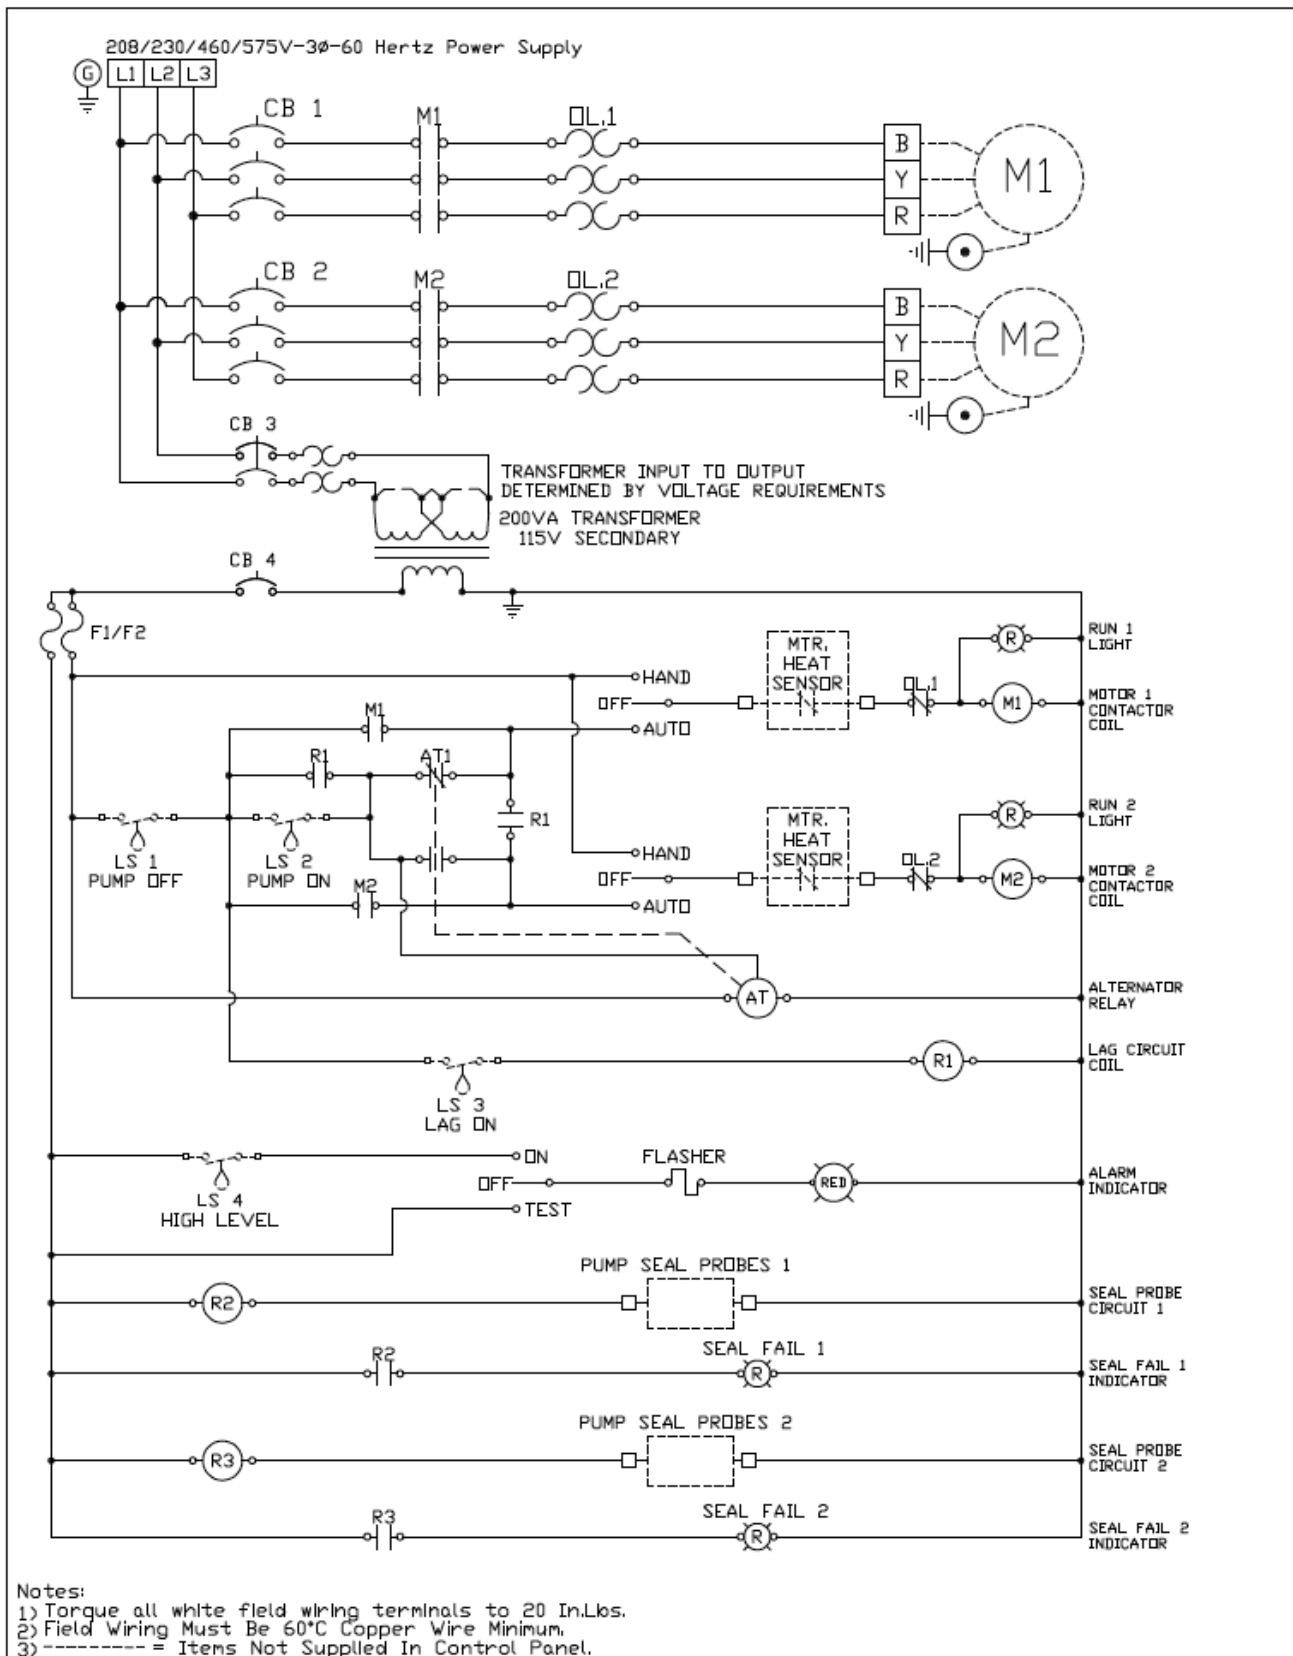 208/230/460/575V-3Ø-60 Hertz Power Supply
G L1 L2 L3
CB 1 M1 OL.1
B
Y M1
R
CB 2 M2 OL.2
B
Y M2
R
CB 3
TRANSFORMER INPUT TO OUTPUT
DETERMINED BY VOLTAGE REQUIREMENTS
200VA TRANSFORMER
115V SECONDARY
CB 4
F1/F2
HAND
OFF
AUTO
MTR.
HEAT
SENSOR
OL.1
R
RUN 1
LIGHT
M1
MOTOR 1
CONTACTOR
COIL
M1
R1
AT1
R1
LS 1
PUMP OFF
LS 2
PUMP ON
M2
HAND
OFF
AUTO
MTR.
HEAT
SENSOR
OL.2
R
RUN 2
LIGHT
M2
MOTOR 2
CONTACTOR
COIL
AT
ALTERNATOR
RELAY
LS 3
LAG ON
R1
LAG CIRCUIT
COIL
LS 4
HIGH LEVEL
ON
OFF
TEST
FLASHER
RED
ALARM
INDICATOR
R2
PUMP SEAL PROBES 1
SEAL PROBE
CIRCUIT 1
R2
SEAL FAIL 1
R
SEAL FAIL 1
INDICATOR
R3
PUMP SEAL PROBES 2
SEAL PROBE
CIRCUIT 2
R3
SEAL FAIL 2
R
SEAL FAIL 2
INDICATOR
Notes:
1) Torque all white field wiring terminals to 20 In.Lbs.
2) Field Wiring Must Be 60°C Copper Wire Minimum.
3) --------- = Items Not Supplied In Control Panel.